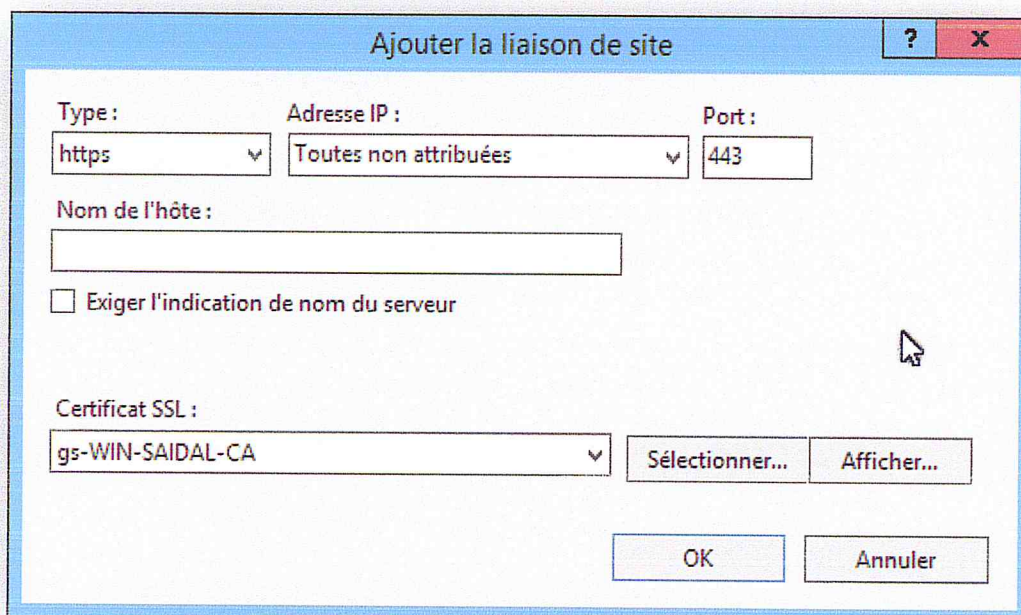 Ajouter la liaison de site
? x
Type : Adresse IP : Port :
https Toutes non attribuées 443
Nom de l'hôte :
Exiger l'indication de nom du serveur
Certificat SSL :
gs-WIN-SAIDAL-CA Sélectionner... Afficher...
OK Annuler